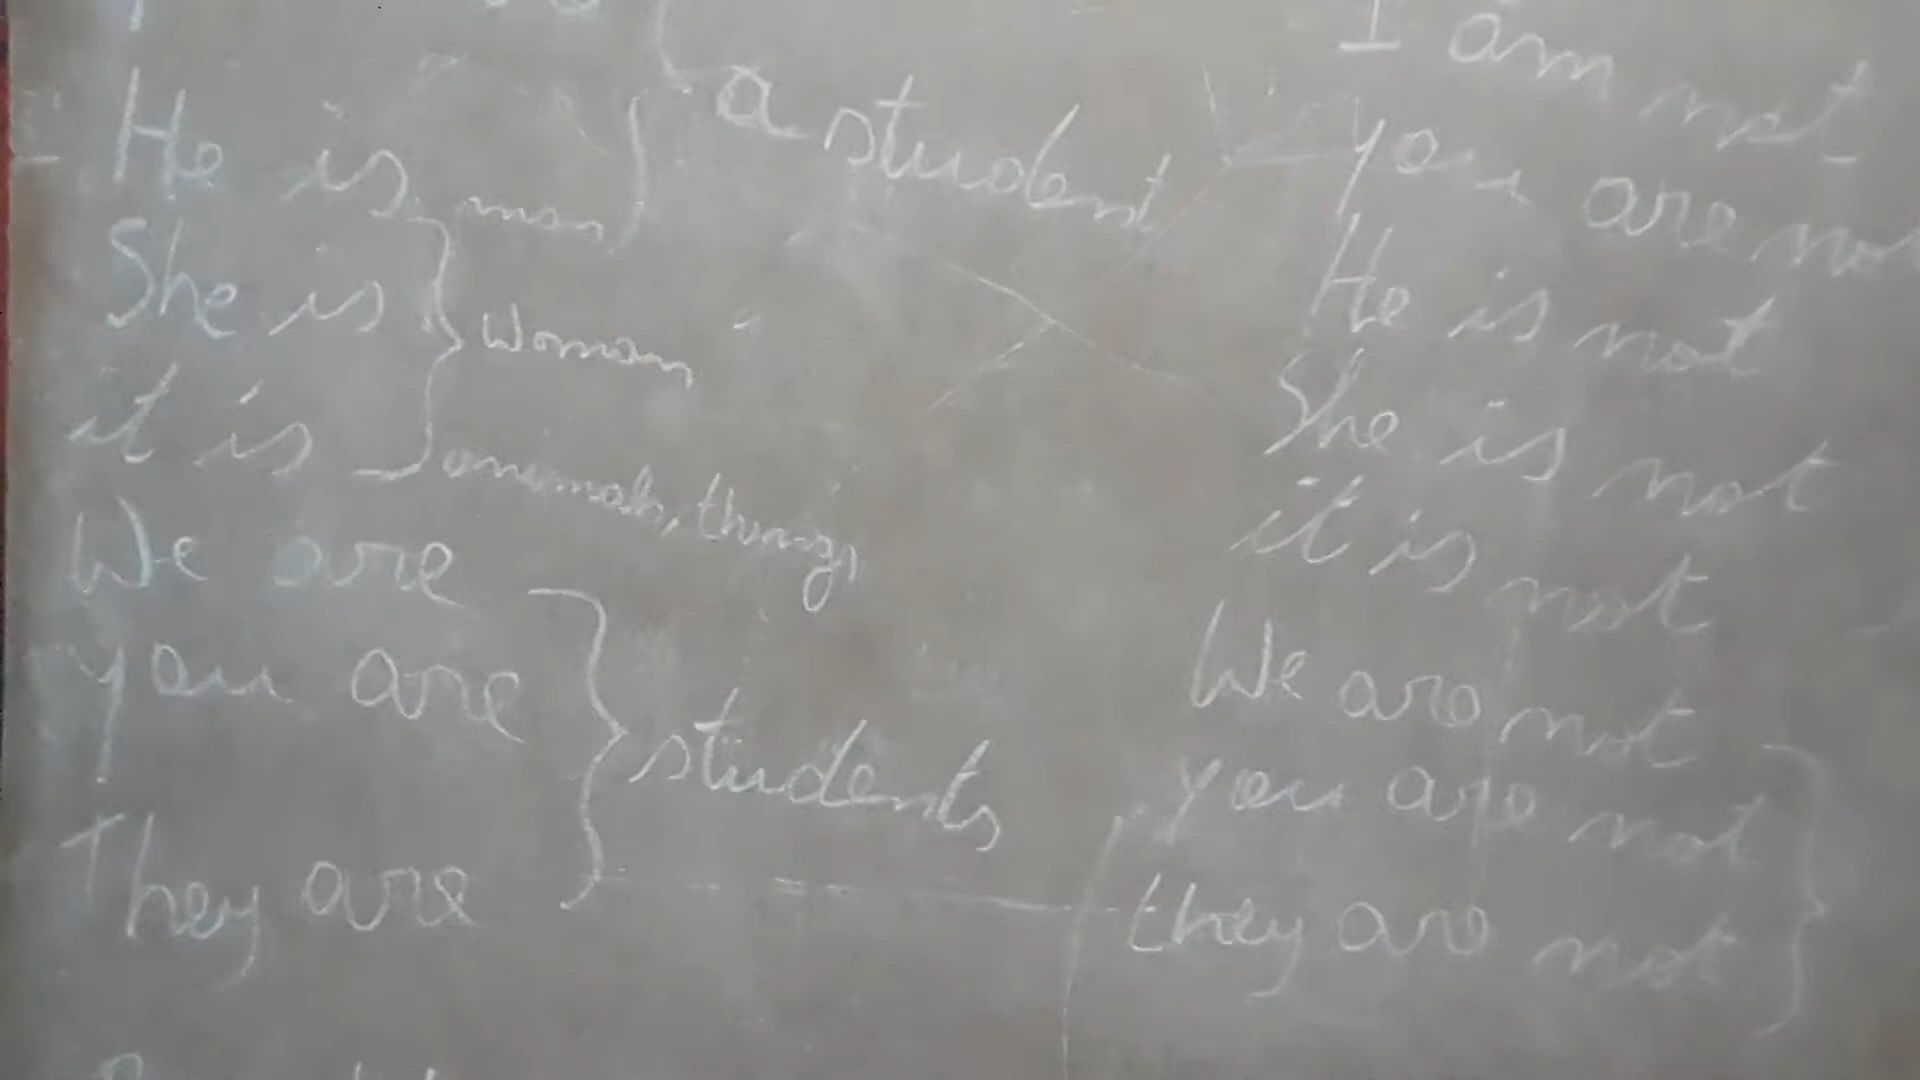 He is man
a student
She is woman
it is animals, things
We are
you are
students
They are
I am not
you are not
He is not
She is not
it is not
We are not
you are not
they are not